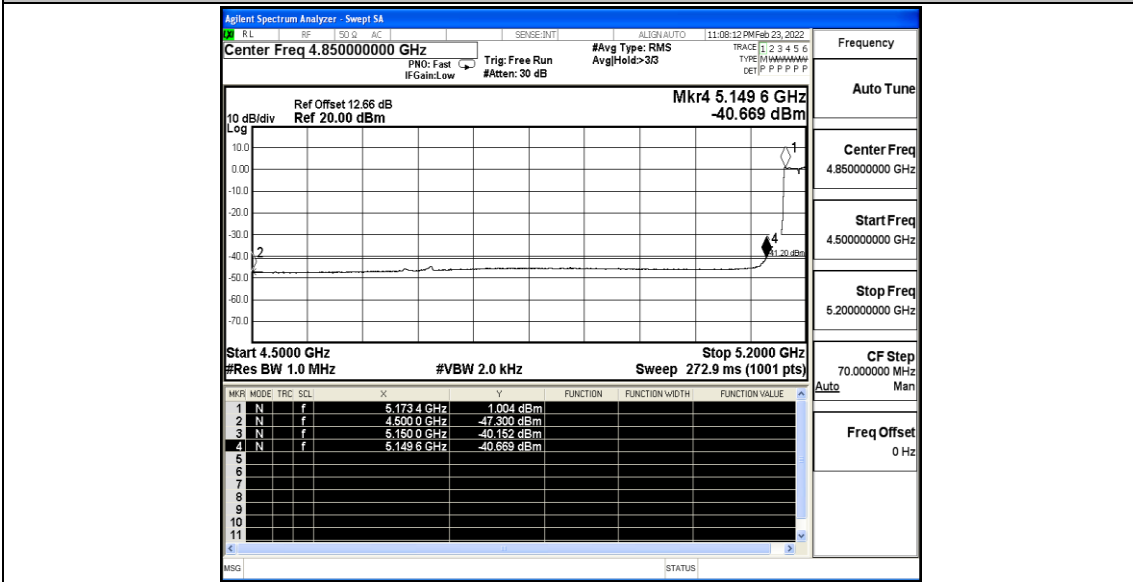 Agilent Spectrum Analyzer - Swept SA
RL RF 50 Ω AC SENSE:INT ALIGN AUTO 11:08:12 PM Feb 23, 2022
Center Freq 4.850000000 GHz
PNO: Fast
IFGain:Low
Trig: Free Run
#Atten: 30 dB
#Avg Type: RMS
Avg|Hold:>3/3
TRACE 1 2 3 4 5 6
TYPE M
DET P P P P P P
Mkr4 5.149 6 GHz
-40.669 dBm
Ref Offset 12.66 dB
10 dB/div Ref 20.00 dBm
Log
10.0
0.00
-10.0
-20.0
-30.0
-40.0
-50.0
-60.0
-70.0
1
2
4
-41.20 dBm
Start 4.5000 GHz Stop 5.2000 GHz
#Res BW 1.0 MHz #VBW 2.0 kHz Sweep 272.9 ms (1001 pts)
MKR MODE TRC SCL X Y FUNCTION FUNCTION WIDTH FUNCTION VALUE
1 N f 5.173 4 GHz 1.004 dBm
2 N f 4.500 0 GHz -47.300 dBm
3 N f 5.150 0 GHz -40.152 dBm
4 N f 5.149 6 GHz -40.669 dBm
5
6
7
8
9
10
11
MSG STATUS
Frequency
Auto Tune
Center Freq
4.850000000 GHz
Start Freq
4.500000000 GHz
Stop Freq
5.200000000 GHz
CF Step
70.000000 MHz
Auto Man
Freq Offset
0 Hz